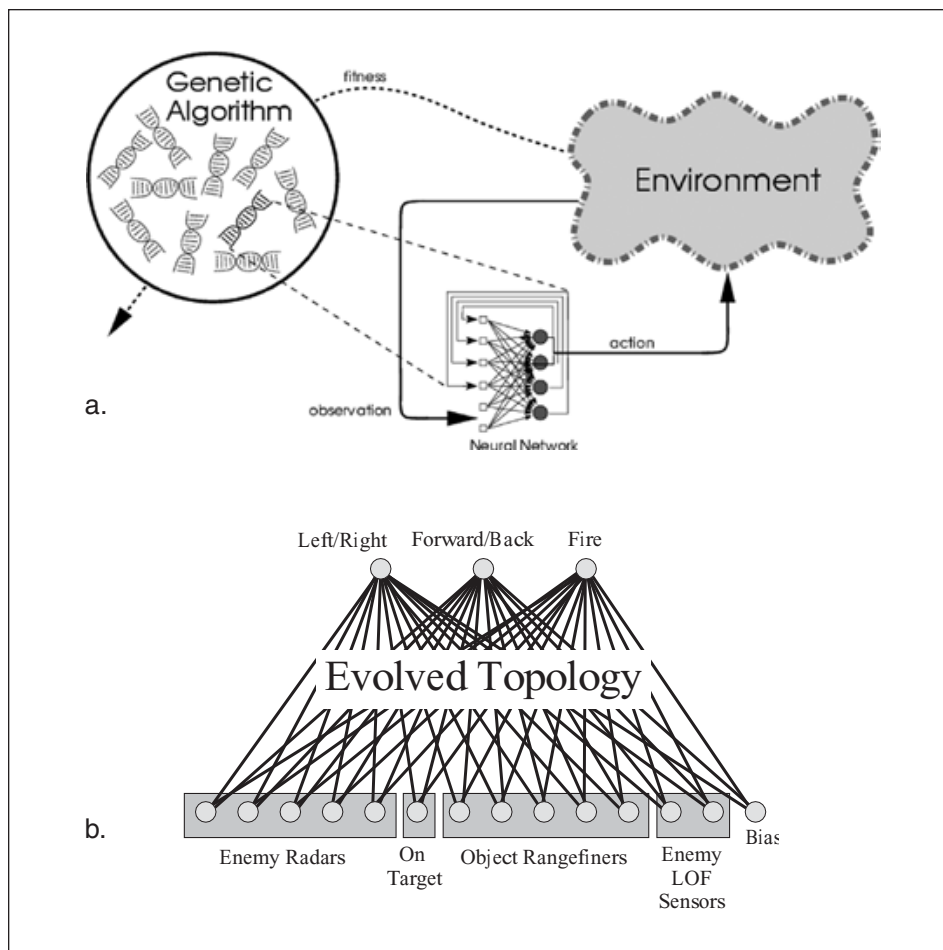 Genetic
Algorithm
fitness
Environment
action
observation
Neural Network
a.
Left/Right Forward/Back Fire
Evolved Topology
b.
Enemy Radars
On
Target
Object Rangefiners
Enemy
LOF
Sensors
Bias